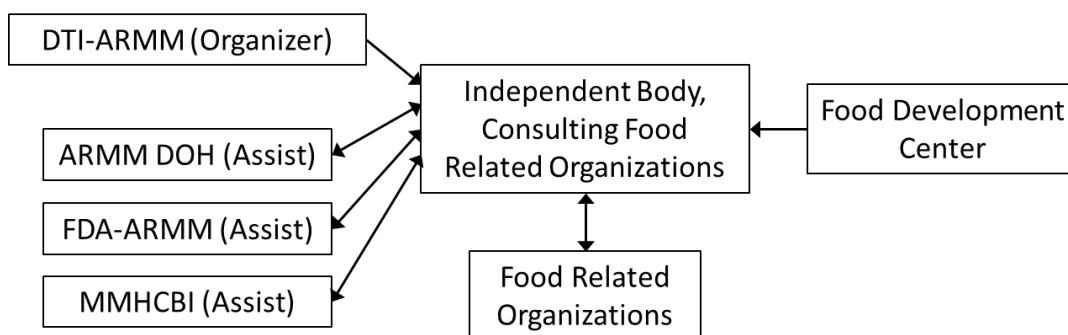 DTI-ARMM (Organizer)
ARMM DOH (Assist)
FDA-ARMM (Assist)
MMHCBI (Assist)
Independent Body,
Consulting Food
Related Organizations
Food Related
Organizations
Food Development
Center